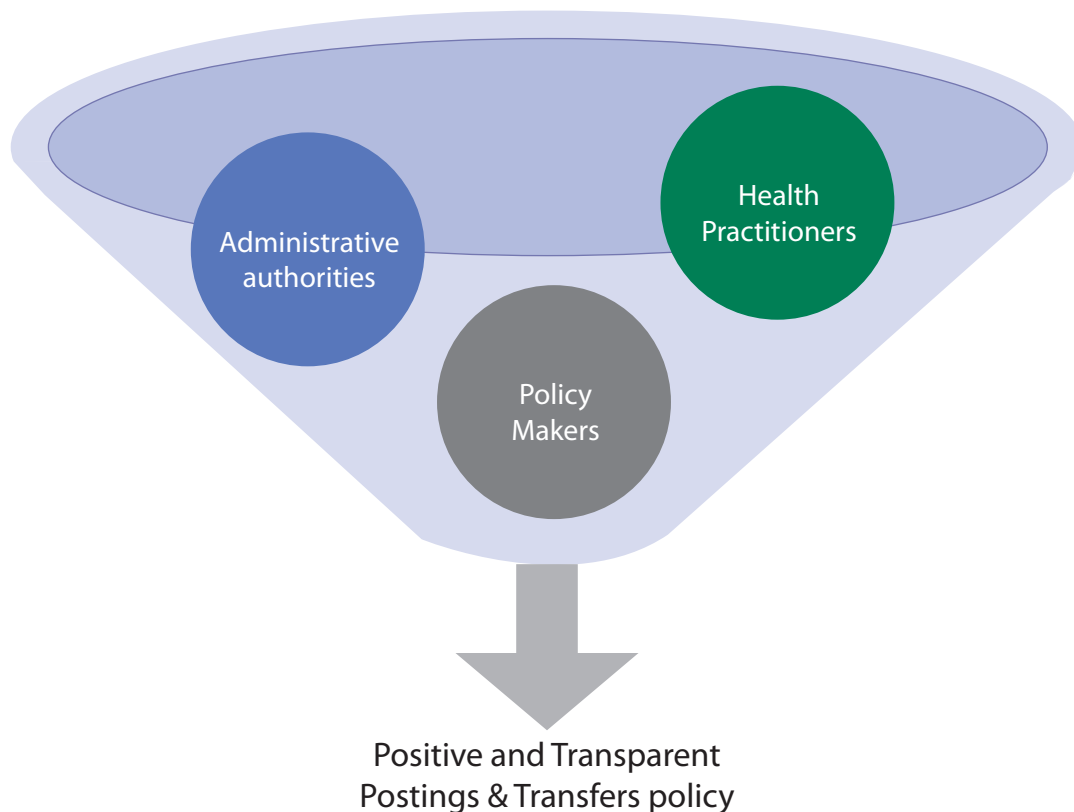 Health
Practitioners
Administrative
authorities
Policy
Makers
Positive and Transparent
Postings & Transfers policy